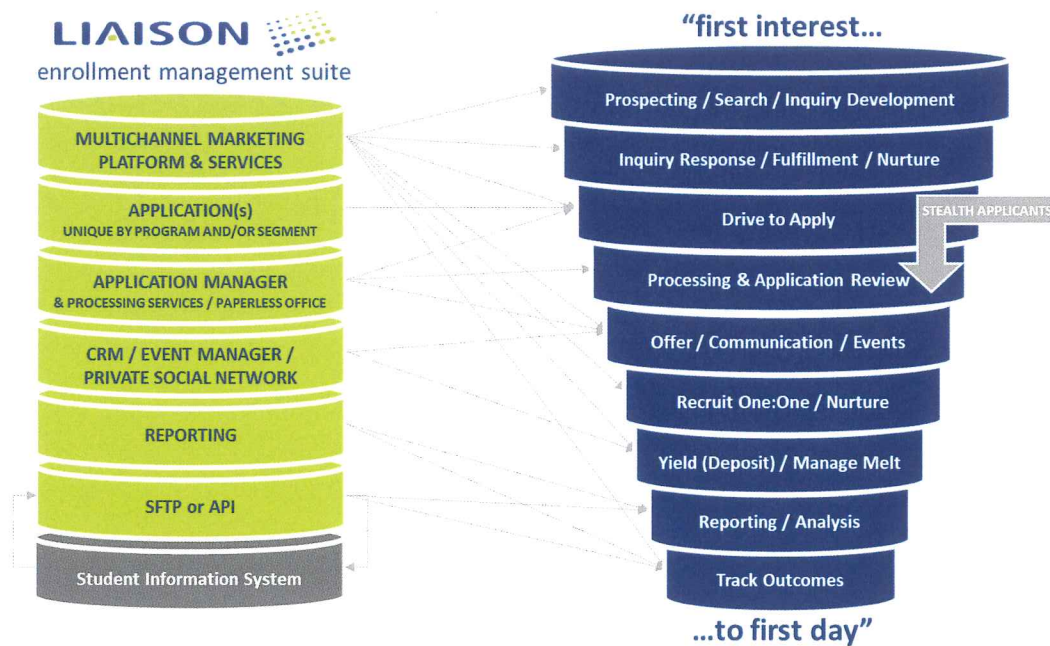 LIAISON
enrollment management suite
MULTICHANNEL MARKETING
PLATFORM & SERVICES
APPLICATION(s)
UNIQUE BY PROGRAM AND/OR SEGMENT
APPLICATION MANAGER
& PROCESSING SERVICES / PAPERLESS OFFICE
CRM / EVENT MANAGER /
PRIVATE SOCIAL NETWORK
REPORTING
SFTP or API
Student Information System
“first interest...
Prospecting / Search / Inquiry Development
Inquiry Response / Fulfillment / Nurture
Drive to Apply
STEALTH APPLICANTS
Processing & Application Review
Offer / Communication / Events
Recruit One:One / Nurture
Yield (Deposit) / Manage Melt
Reporting / Analysis
Track Outcomes
...to first day”